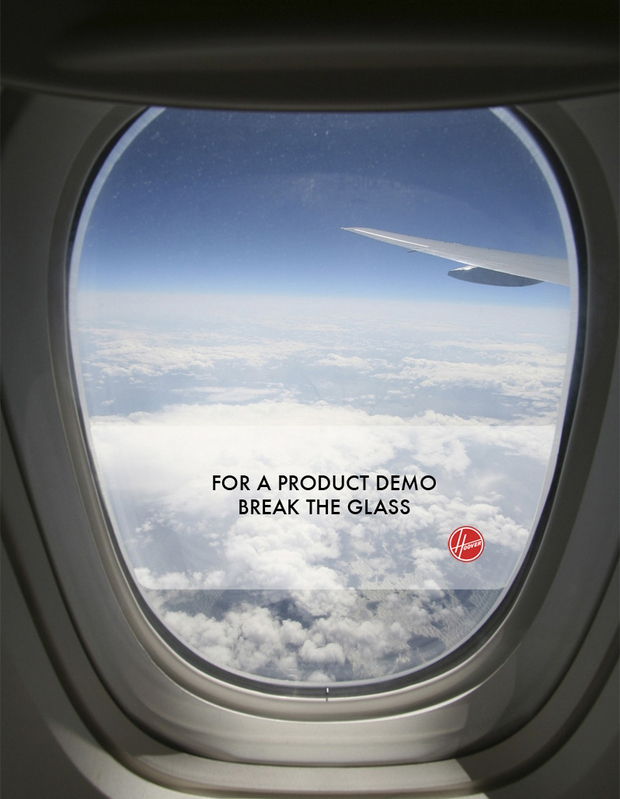 FOR A PRODUCT DEMO
BREAK THE GLASS
HOOVER